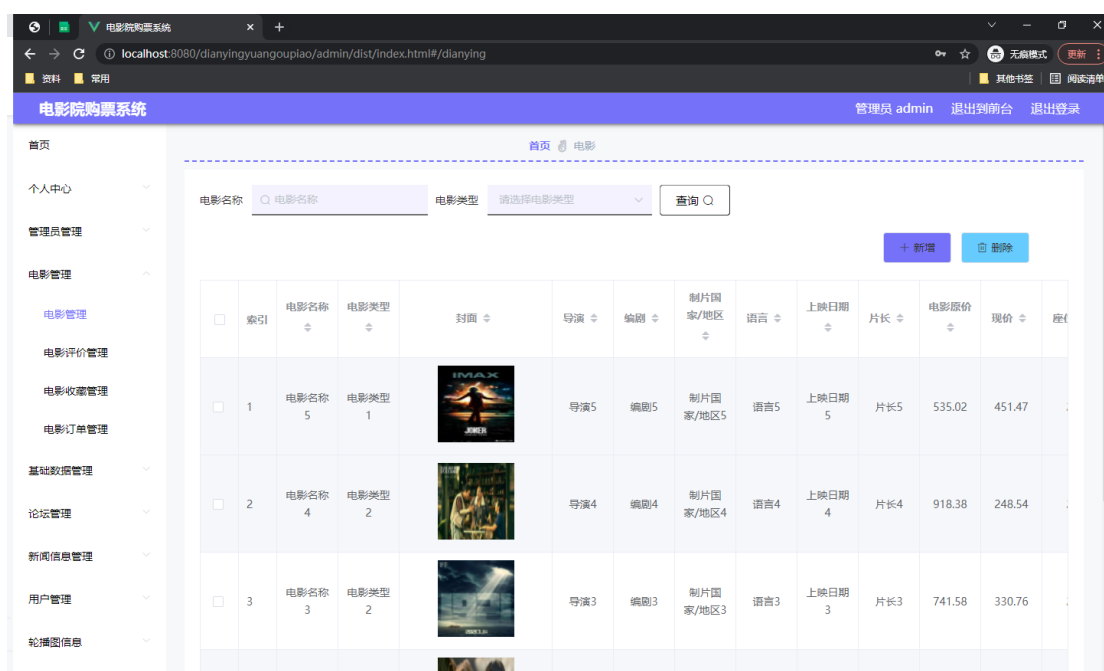 电影院购票系统
localhost:8080/dianyingyuangoupiao/admin/dist/index.html#/dianying
无痕模式
更新
资料
常用
其他书签
阅读清单
电影院购票系统
管理员 admin
退出到前台
退出登录
首页
个人中心
管理员管理
电影管理
电影管理
电影评价管理
电影收藏管理
电影订单管理
基础数据管理
论坛管理
新闻信息管理
用户管理
轮播图信息
首页 电影
电影名称 电影名称 电影类型 请选择电影类型 查询
新增 删除
索引 电影名称 电影类型 封面 导演 编剧 制片国家/地区 语言 上映日期 片长 电影原价 现价
1 电影名称5 电影类型1 导演5 编剧5 制片国家/地区5 语言5 上映日期5 片长5 535.02 451.47
IMAX
JOKER
2 电影名称4 电影类型2 导演4 编剧4 制片国家/地区4 语言4 上映日期4 片长4 918.38 248.54
3 电影名称3 电影类型2 导演3 编剧3 制片国家/地区3 语言3 上映日期3 片长3 741.58 330.76